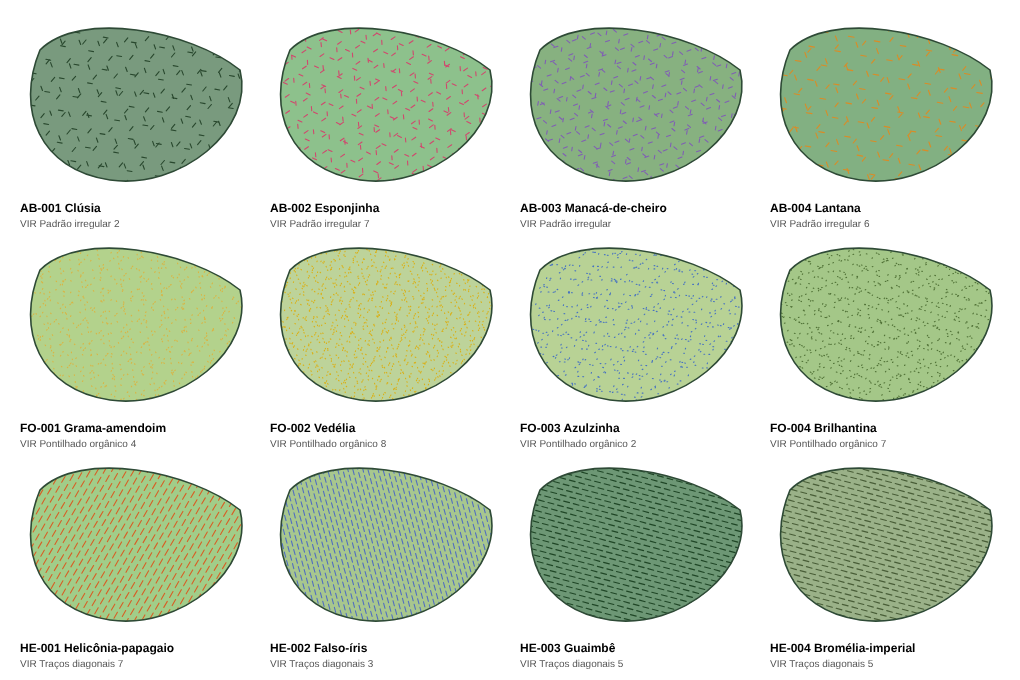 AB-001 Clúsia
VIR Padrão irregular 2
AB-002 Esponjinha
VIR Padrão irregular 7
AB-003 Manacá-de-cheiro
VIR Padrão irregular
AB-004 Lantana
VIR Padrão irregular 6
FO-001 Grama-amendoim
VIR Pontilhado orgânico 4
FO-002 Vedélia
VIR Pontilhado orgânico 8
FO-003 Azulzinha
VIR Pontilhado orgânico 2
FO-004 Brilhantina
VIR Pontilhado orgânico 7
HE-001 Helicônia-papagaio
VIR Traços diagonais 7
HE-002 Falso-íris
VIR Traços diagonais 3
HE-003 Guaimbê
VIR Traços diagonais 5
HE-004 Bromélia-imperial
VIR Traços diagonais 5